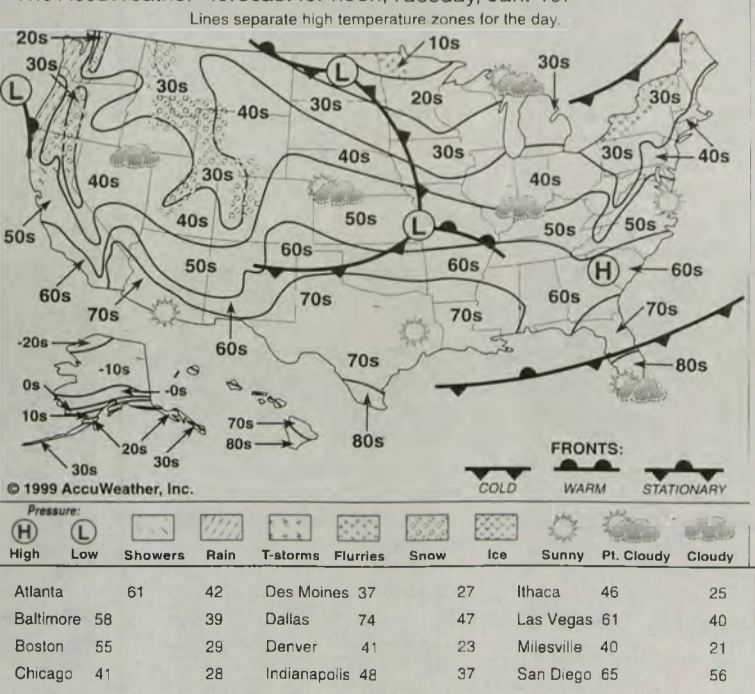 Lines separate high temperature zones for the day.
20s
10s
30s
30s
30s
30s
20s
30s
40s
30s
40s
30s
40s
30s
40s
40s
40s
50s
50s
50s
60s
50s
60s
60s
60s
60s
70s
70s
70s
70s
60s
70s
80s
80s
-20s
-10s
0s
-0s
10s
20s
30s
30s
70s
80s
L
L
L
H
© 1999 AccuWeather, Inc.
FRONTS:
COLD WARM STATIONARY
Pressure:
H L
High Low Showers Rain T-storms Flurries Snow Ice Sunny Pt. Cloudy Cloudy
Atlanta 61 42 Des Moines 37 27 Ithaca 46 25
Baltimore 58 39 Dallas 74 47 Las Vegas 61 40
Boston 55 29 Denver 41 23 Milesville 40 21
Chicago 41 28 Indianapolis 48 37 San Diego 65 56